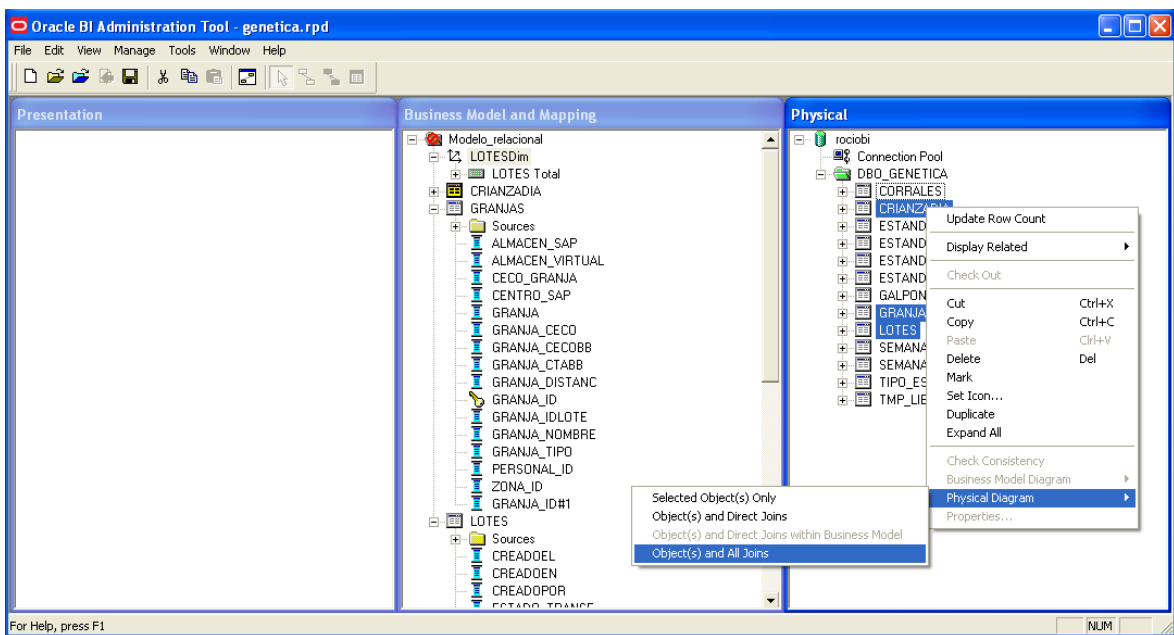 Oracle BI Administration Tool - genetica.rpd
File Edit View Manage Tools Window Help
Presentation
Business Model and Mapping
Modelo_relacional
LOTESDim
LOTES Total
CRIANZADIA
GRANJAS
Sources
ALMACEN_SAP
ALMACEN_VIRTUAL
CECO_GRANJA
CENTRO_SAP
GRANJA
GRANJA_CECO
GRANJA_CECOBB
GRANJA_CTABB
GRANJA_DISTANC
GRANJA_ID
GRANJA_IDLOTE
GRANJA_NOMBRE
GRANJA_TIPO
PERSONAL_ID
ZONA_ID
GRANJA_ID#1
LOTES
Sources
CREADOEL
CREADOEN
CREADOPOR
ESTADO_TRANSF
Physical
rociobi
Connection Pool
DBO_GENETICA
CORRALES
CRIANZADIA
ESTAND
ESTAND
ESTAND
ESTAND
GALPON
GRANJA
LOTES
SEMANA
SEMANA
TIPO_ES
TMP_LIE
Update Row Count
Display Related
Check Out
Cut Ctrl+X
Copy Ctrl+C
Paste Ctrl+V
Delete Del
Mark
Set Icon...
Duplicate
Expand All
Check Consistency
Business Model Diagram
Physical Diagram
Properties...
Selected Object(s) Only
Object(s) and Direct Joins
Object(s) and Direct Joins within Business Model
Object(s) and All Joins
For Help, press F1
NUM